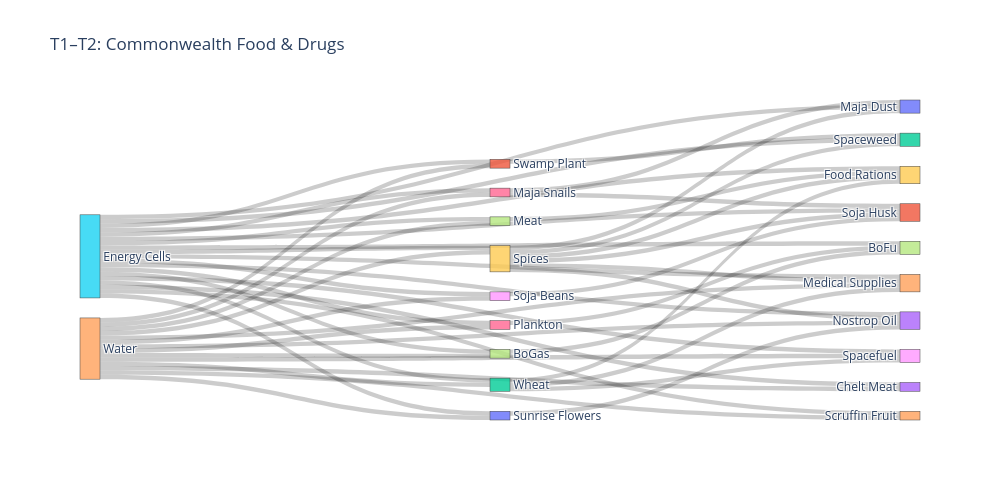 T1–T2: Commonwealth Food & Drugs
Energy Cells
Water
Swamp Plant
Maja Snails
Meat
Spices
Soja Beans
Plankton
BoGas
Wheat
Sunrise Flowers
Maja Dust
Spaceweed
Food Rations
Soja Husk
BoFu
Medical Supplies
Nostrop Oil
Spacefuel
Chelt Meat
Scruffin Fruit